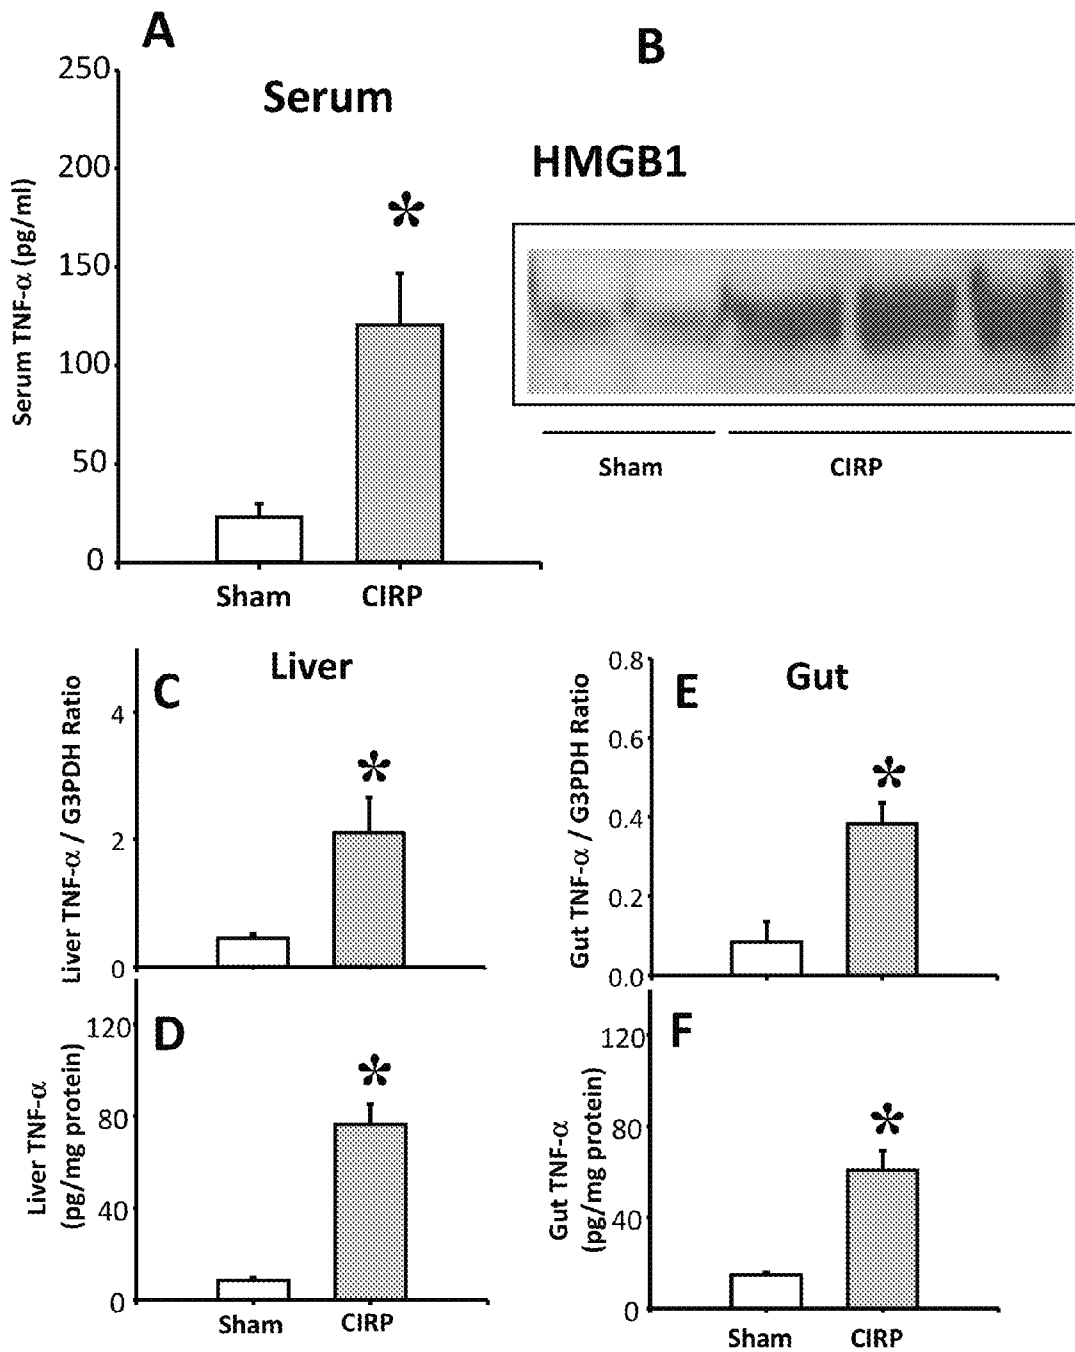 A
Serum
Serum TNF-α (pg/ml)
250
200
150
100
50
0
*
Sham
CIRP
B
HMGB1
Sham
CIRP
C
Liver
Liver TNF-α / G3PDH Ratio
4
2
0
*
D
Liver TNF-α
(pg/mg protein)
120
80
40
0
*
Sham
CIRP
E
Gut
Gut TNF-α / G3PDH Ratio
0.8
0.6
0.4
0.2
0.0
*
F
Gut TNF-α
(pg/mg protein)
120
80
40
0
*
Sham
CIRP